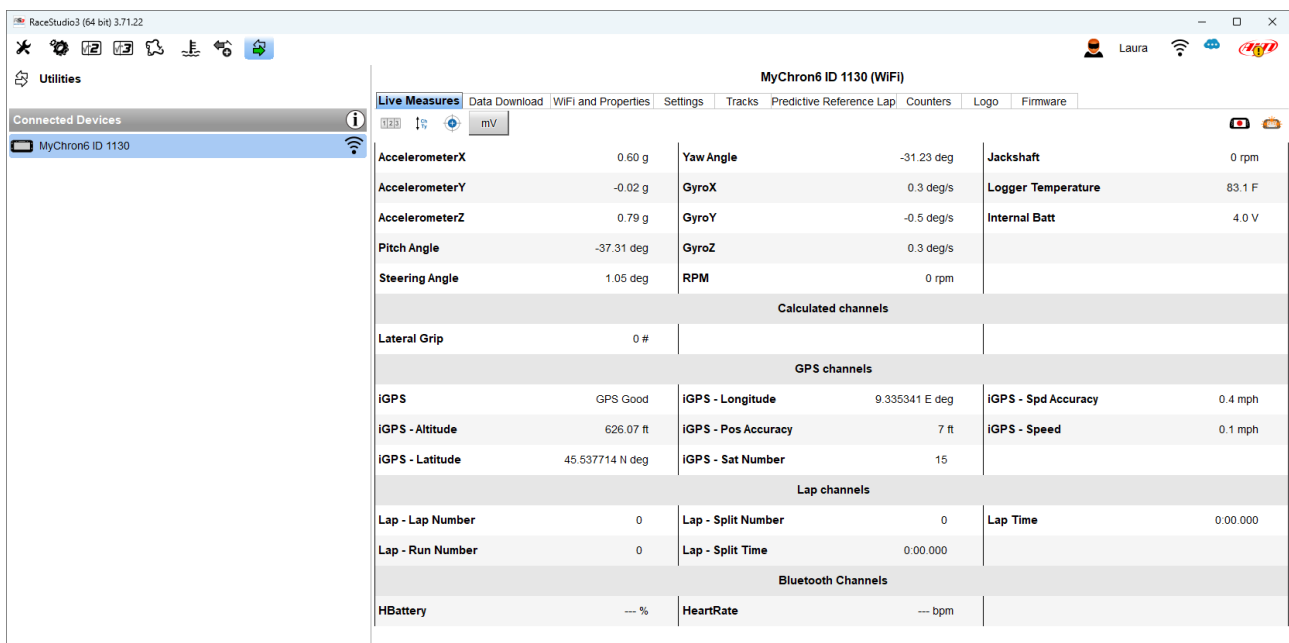 RaceStudio3 (64 bit) 3.71.22
Laura
Utilities
MyChron6 ID 1130 (WiFi)
Live Measures Data Download WiFi and Properties Settings Tracks Predictive Reference Lap Counters Logo Firmware
Connected Devices
mV
MyChron6 ID 1130
AccelerometerX 0.60 g Yaw Angle -31.23 deg Jackshaft 0 rpm
AccelerometerY -0.02 g GyroX 0.3 deg/s Logger Temperature 83.1 F
AccelerometerZ 0.79 g GyroY -0.5 deg/s Internal Batt 4.0 V
Pitch Angle -37.31 deg GyroZ 0.3 deg/s
Steering Angle 1.05 deg RPM 0 rpm
Calculated channels
Lateral Grip 0 #
GPS channels
iGPS GPS Good iGPS - Longitude 9.335341 E deg iGPS - Spd Accuracy 0.4 mph
iGPS - Altitude 626.07 ft iGPS - Pos Accuracy 7 ft iGPS - Speed 0.1 mph
iGPS - Latitude 45.537714 N deg iGPS - Sat Number 15
Lap channels
Lap - Lap Number 0 Lap - Split Number 0 Lap Time 0:00.000
Lap - Run Number 0 Lap - Split Time 0:00.000
Bluetooth Channels
HBattery --- % HeartRate --- bpm